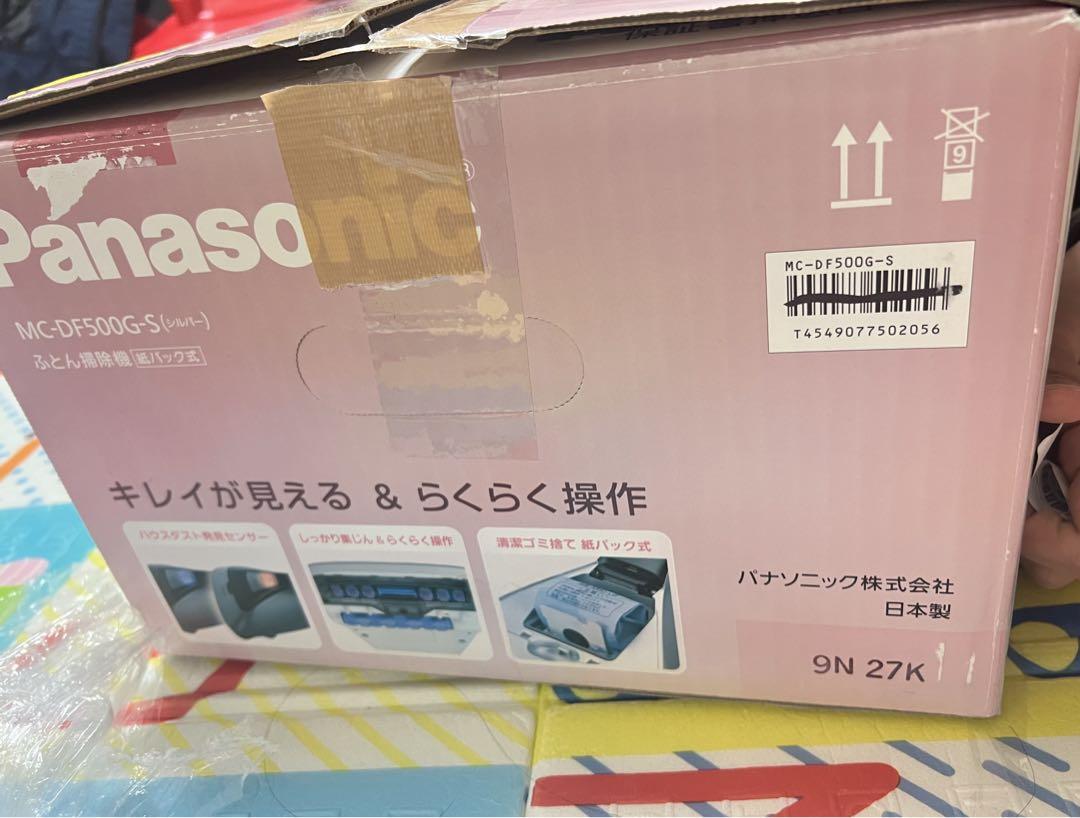 Panasonic
®
MC-DF500G-S(シルバー)
ふとん掃除機 紙パック式
9
MC-DF500G-S
T4549077502056
キレイが見える & らくらく操作
ハウスダスト発見センサー
しっかり集じん&らくらく操作
清潔ゴミ捨て 紙パック式
パナソニック株式会社
日本製
9N 27K